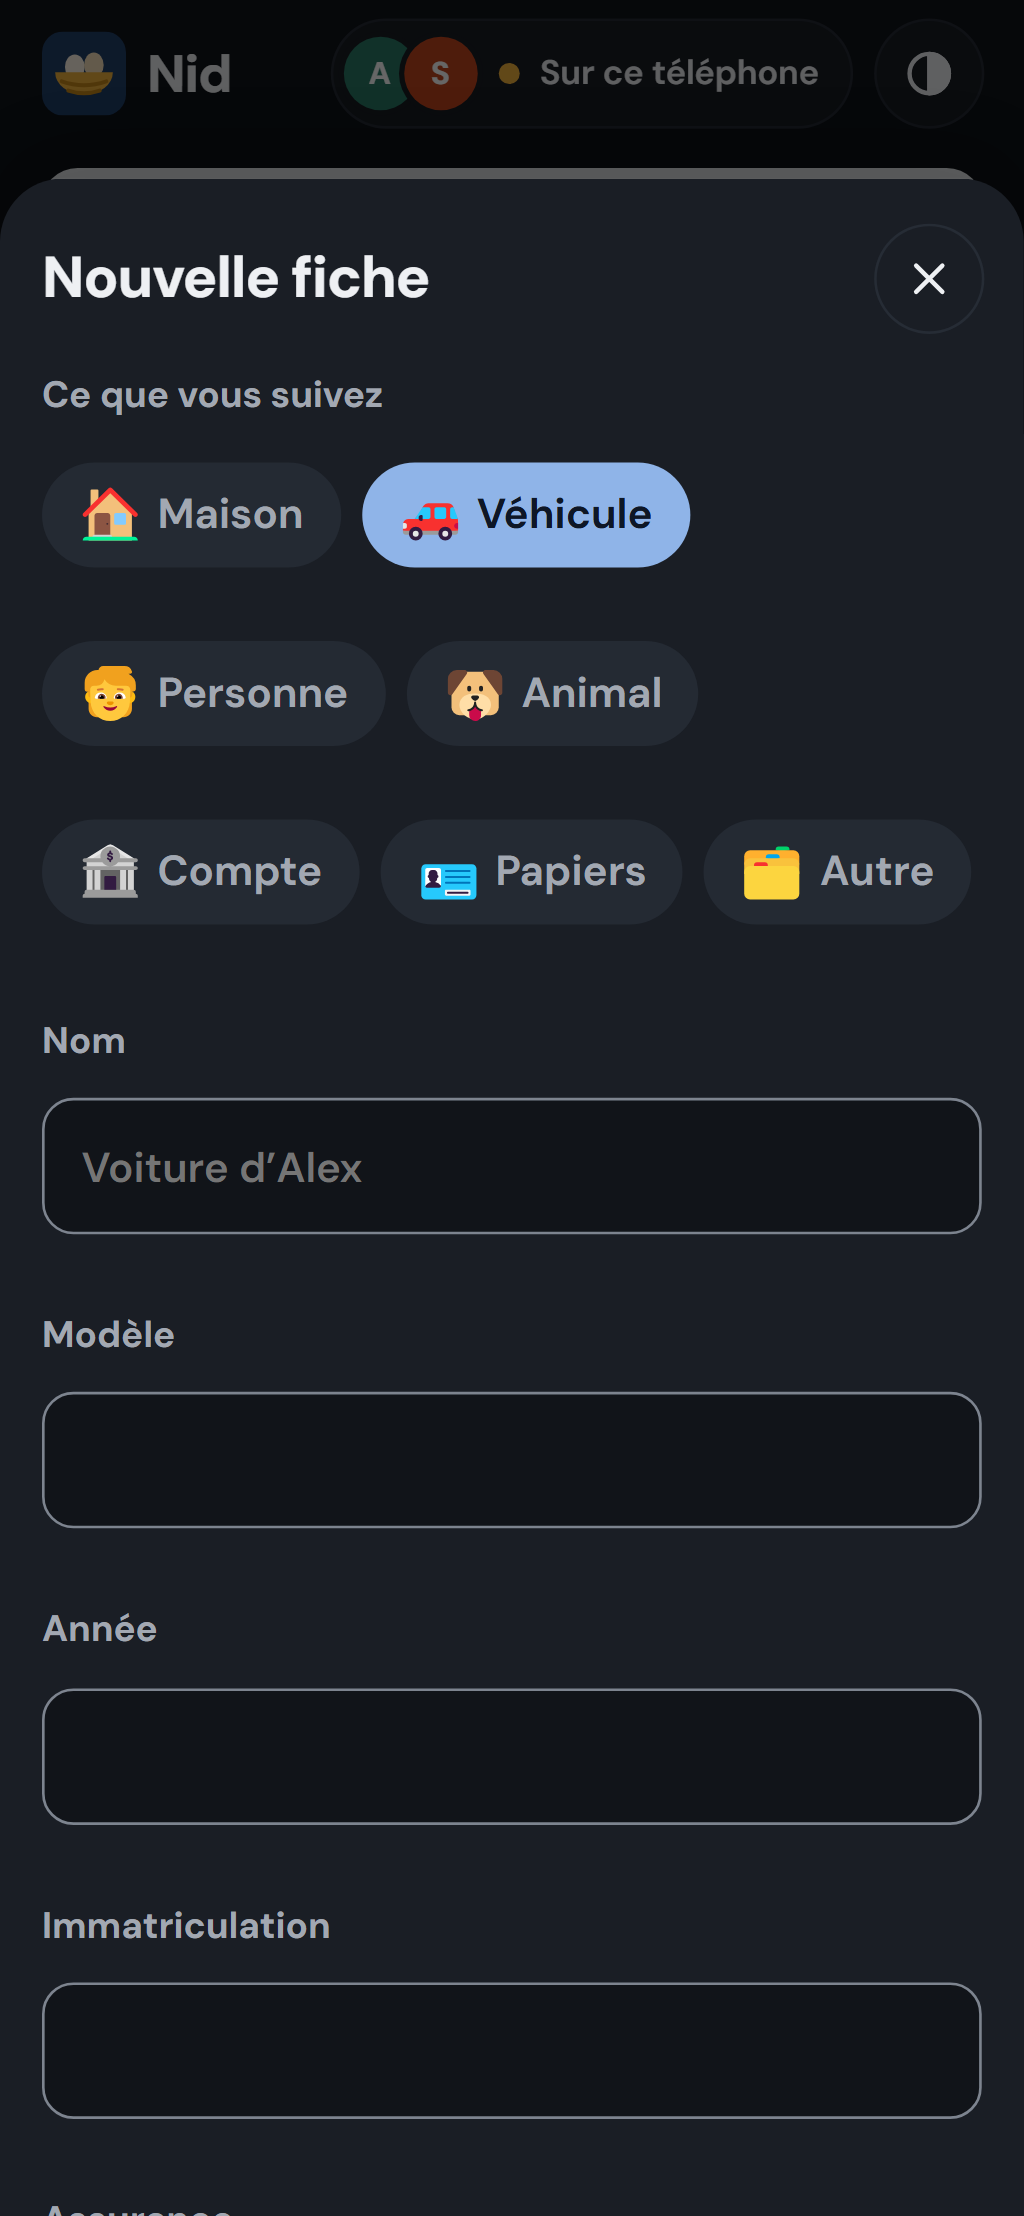 Nid
A S Sur ce téléphone
Nouvelle fiche
Ce que vous suivez
Maison Véhicule
Personne Animal
Compte Papiers Autre
Nom
Voiture d’Alex
Modèle
Année
Immatriculation